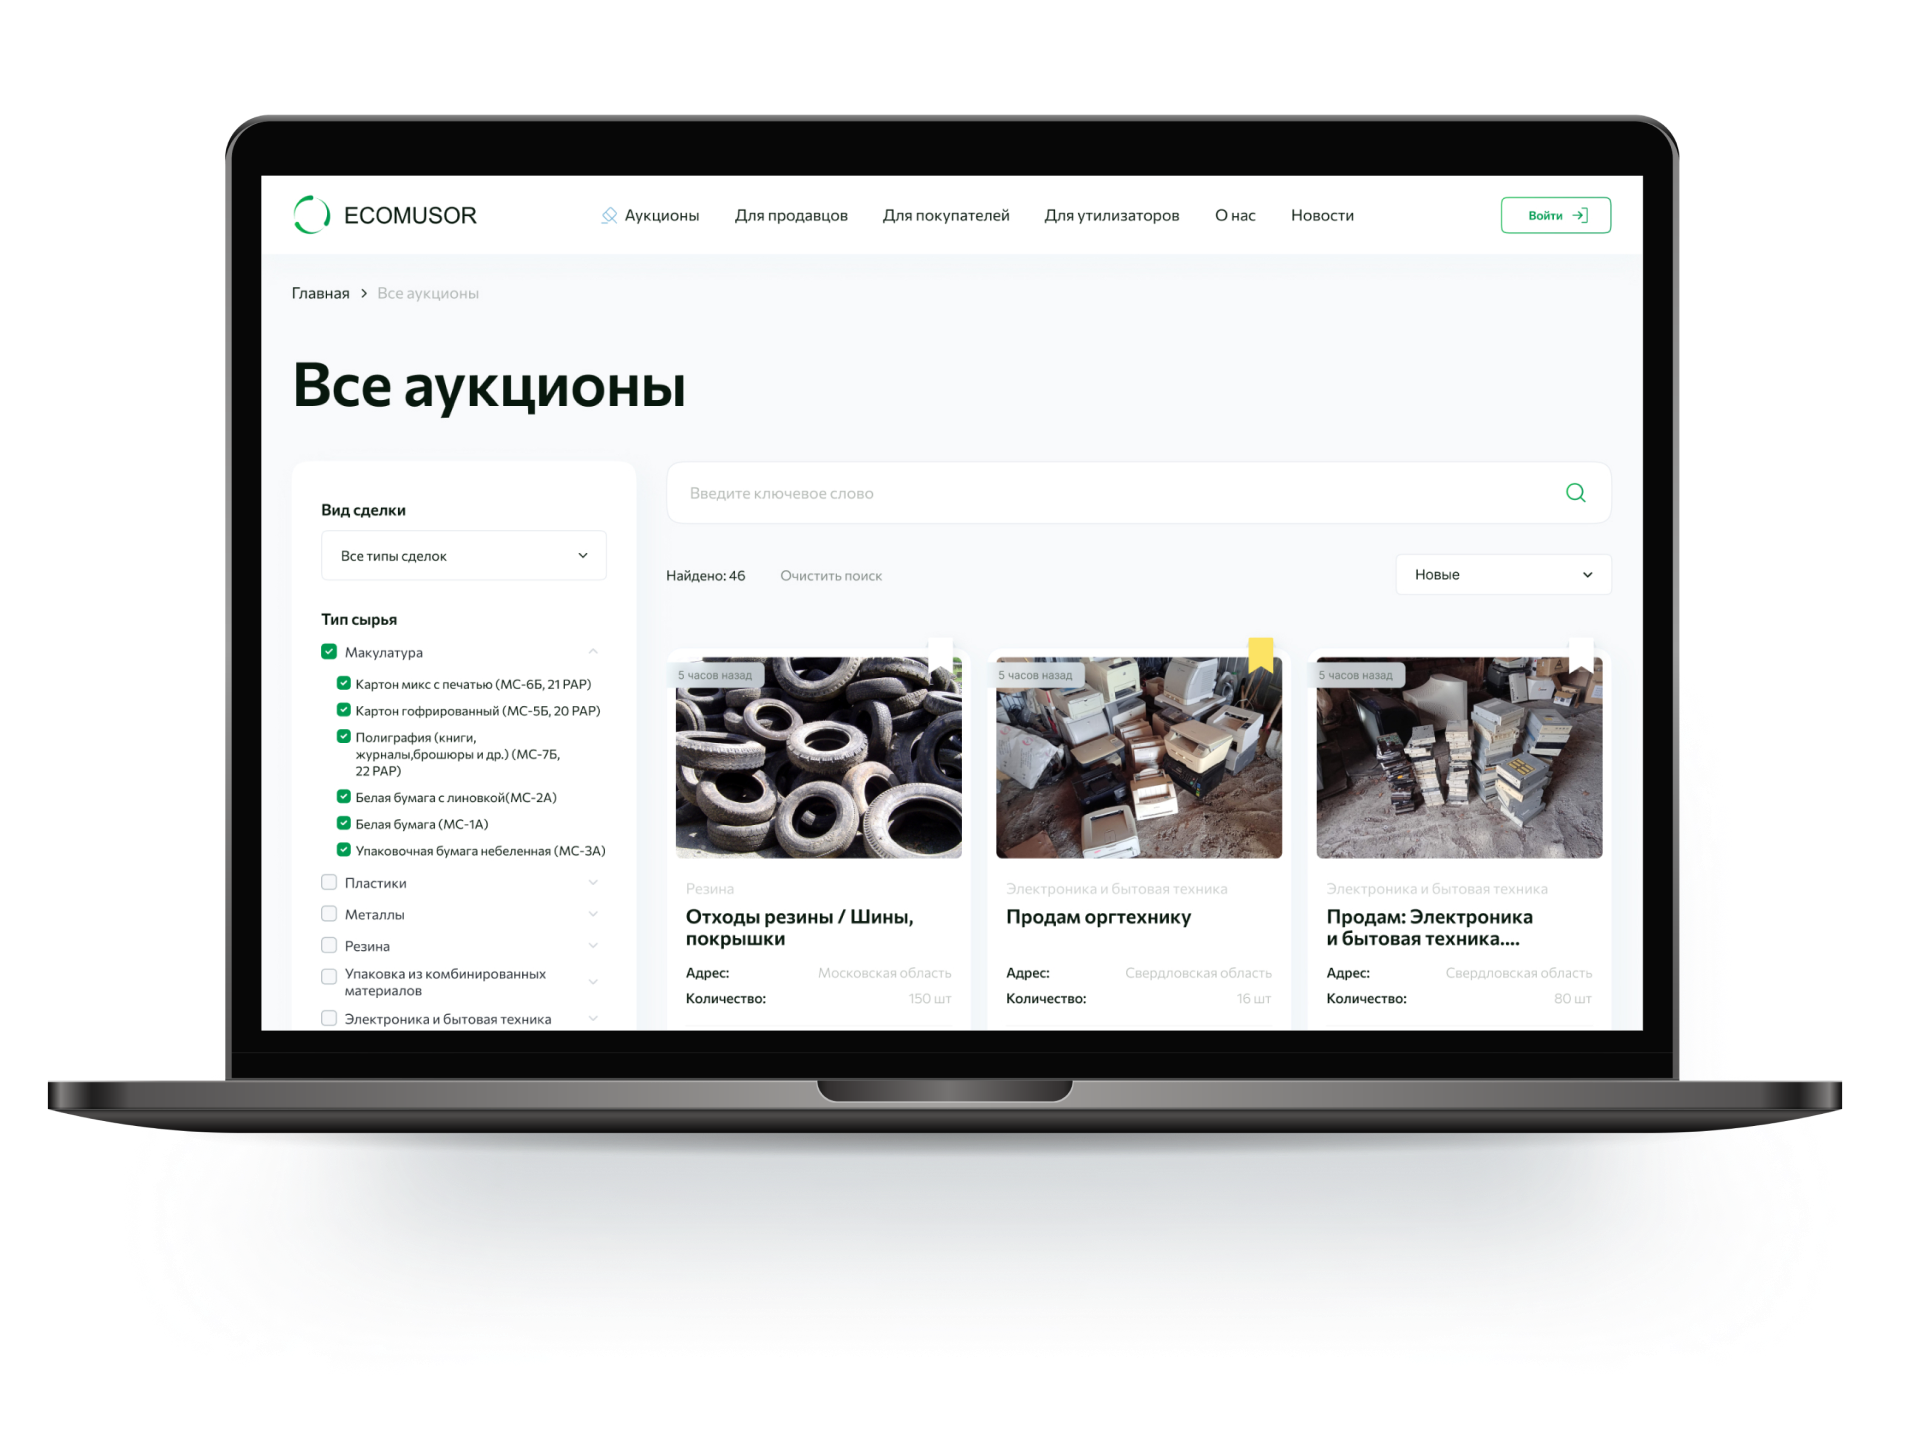 ECOMUSOR
Аукционы
Для продавцов
Для покупателей
Для утилизаторов
О нас
Новости
Войти
Главная > Все аукционы
Все аукционы
Вид сделки
Все типы сделок
Тип сырья
Макулатура
Картон микс с печатью (МС-6Б, 21 PAP)
Картон гофрированный (МС-5Б, 20 PAP)
Полиграфия (книги,
журналы,брошюры и др.) (МС-7Б,
22 PAP)
Белая бумага с линовкой(МС-2А)
Белая бумага (МС-1А)
Упаковочная бумага небеленная (МС-3А)
Пластики
Металлы
Резина
Упаковка из комбинированных
материалов
Электроника и бытовая техника
Введите ключевое слово
Найдено: 46
Очистить поиск
Новые
5 часов назад
Резина
Отходы резины / Шины,
покрышки
Адрес: Московская область
Количество: 150 шт
5 часов назад
Электроника и бытовая техника
Продам оргтехнику
Адрес: Свердловская область
Количество: 16 шт
5 часов назад
Электроника и бытовая техника
Продам: Электроника
и бытовая техника....
Адрес: Свердловская область
Количество: 80 шт